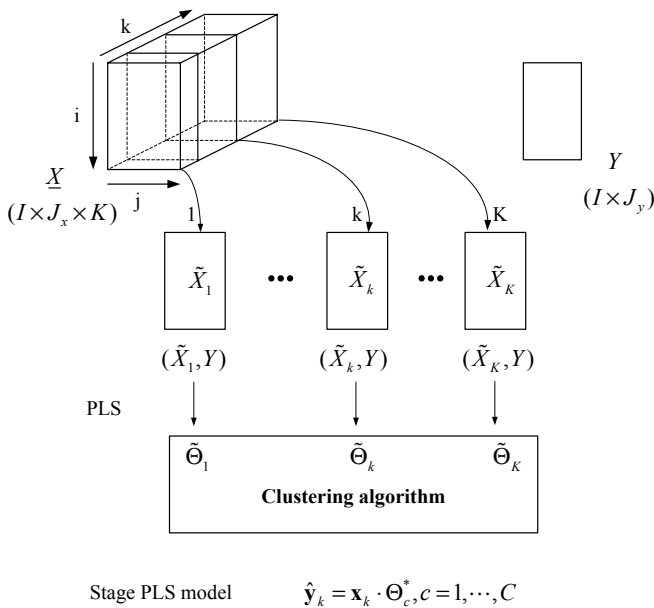 k
i
j
X
(I × J_x × K)
Y
(I × J_y)
1 k K
X̃_1 ••• X̃_k ••• X̃_K
(X̃_1, Y) (X̃_k, Y) (X̃_K, Y)
PLS
Θ̃_1 Θ̃_k Θ̃_K
Clustering algorithm
Stage PLS model ŷ_k = x_k · Θ_c^*, c = 1, ⋯, C